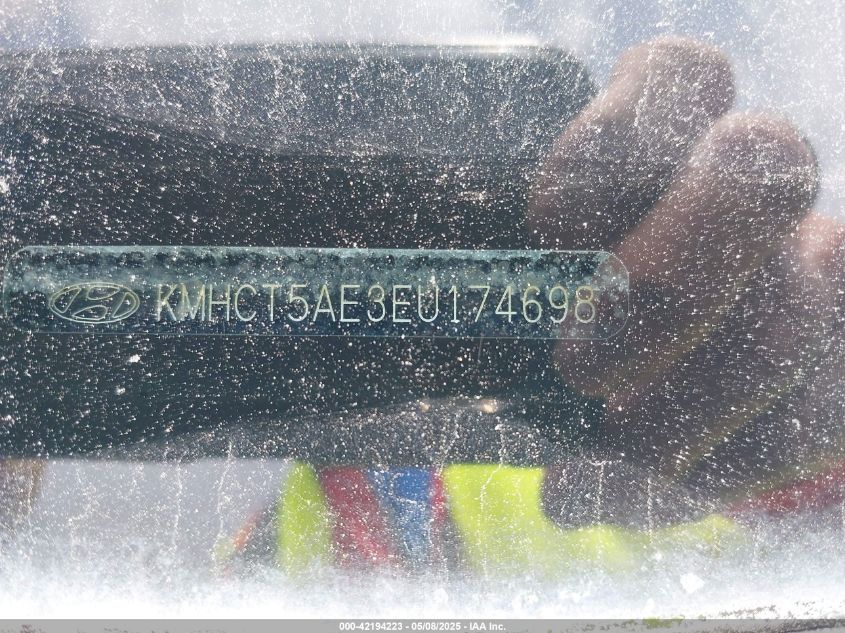 KMHCT5AE3EU174698
000-42194223 - 05/08/2025 - IAA Inc.